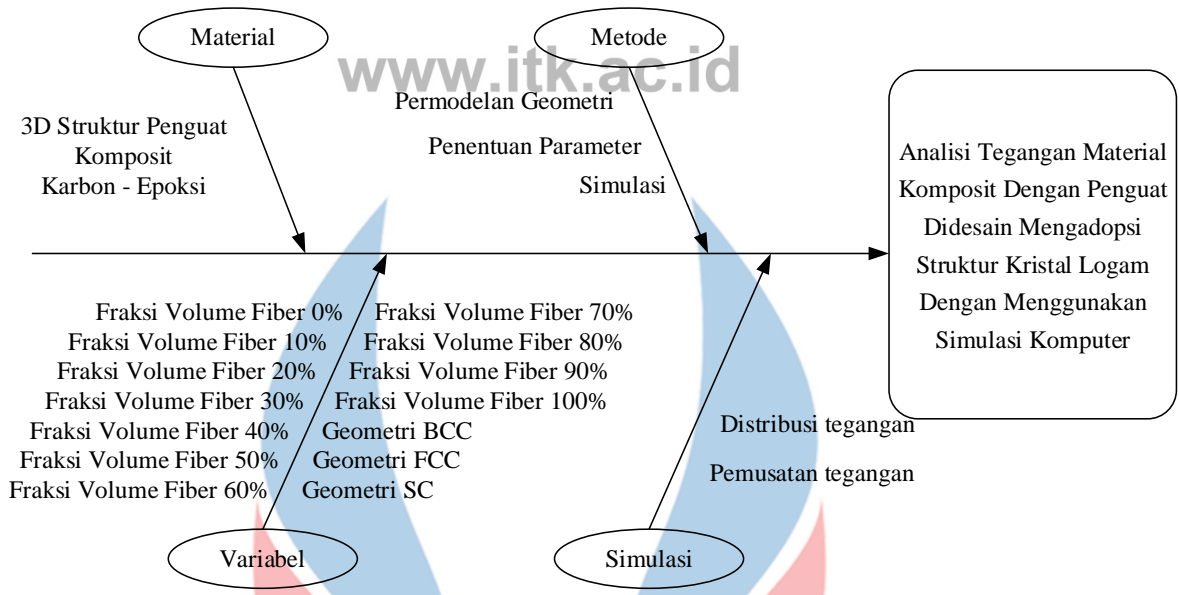 Material
Metode
www.itk.ac.id
3D Struktur Penguat
Komposit
Karbon - Epoksi
Permodelan Geometri
Penentuan Parameter
Simulasi
Analisi Tegangan Material
Komposit Dengan Penguat
Didesain Mengadopsi
Struktur Kristal Logam
Dengan Menggunakan
Simulasi Komputer
Fraksi Volume Fiber 0%
Fraksi Volume Fiber 10%
Fraksi Volume Fiber 20%
Fraksi Volume Fiber 30%
Fraksi Volume Fiber 40%
Fraksi Volume Fiber 50%
Fraksi Volume Fiber 60%
Fraksi Volume Fiber 70%
Fraksi Volume Fiber 80%
Fraksi Volume Fiber 90%
Fraksi Volume Fiber 100%
Geometri BCC
Geometri FCC
Geometri SC
Distribusi tegangan
Pemusatan tegangan
Variabel
Simulasi